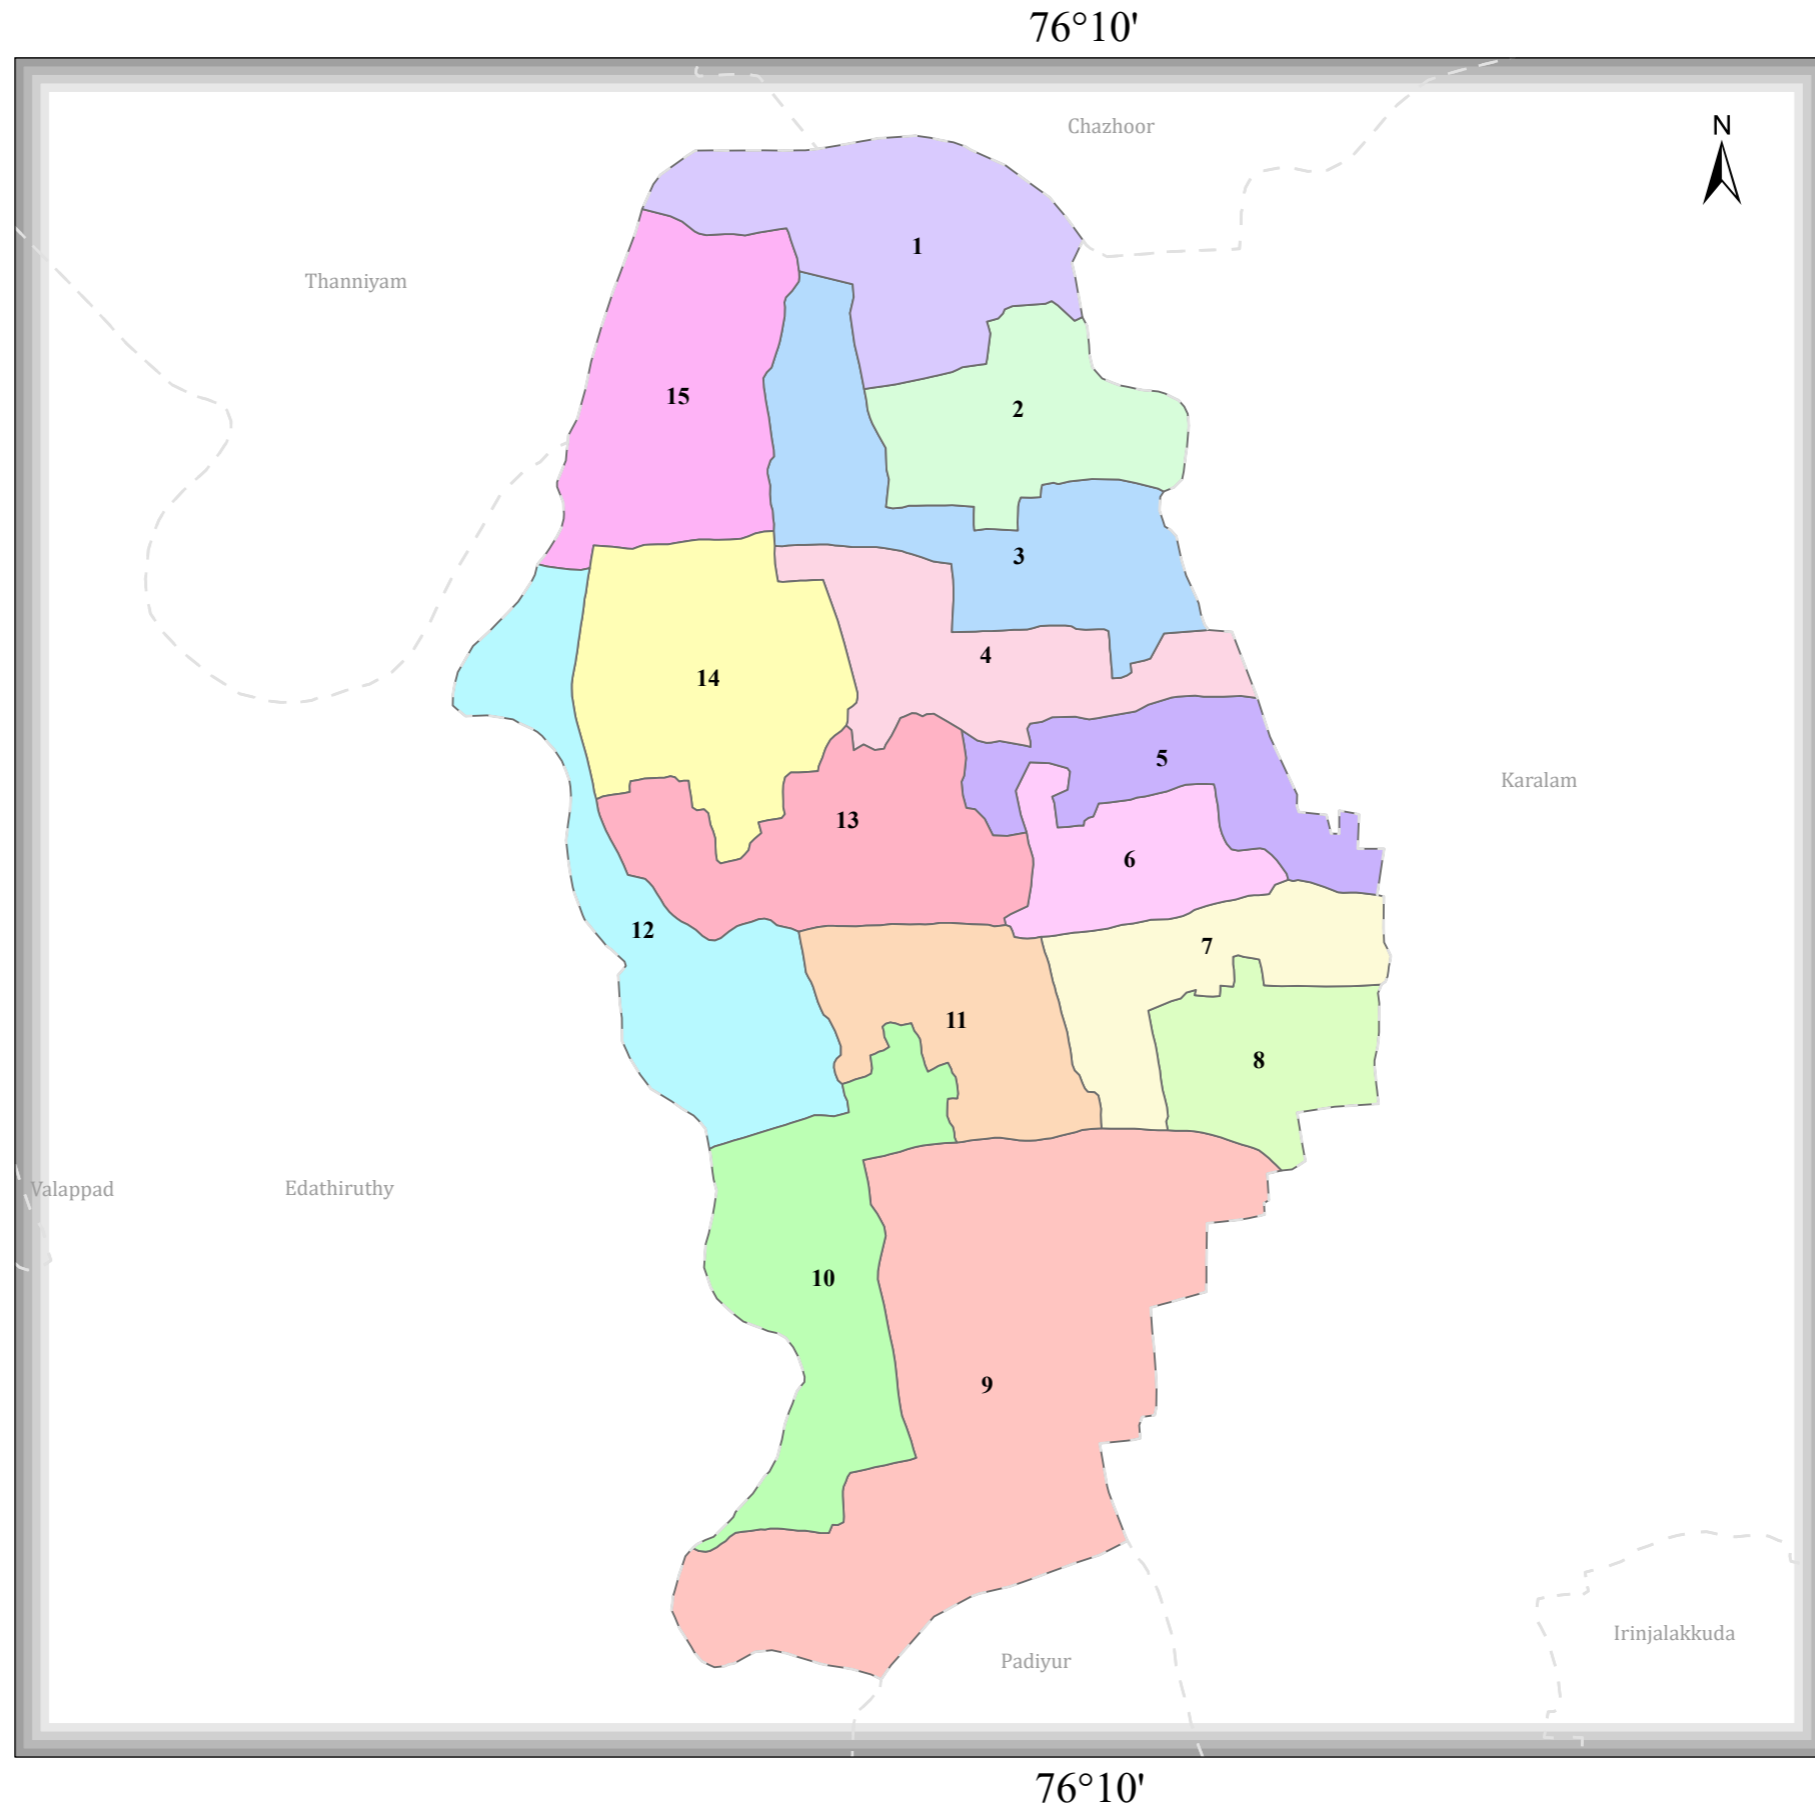 76°10'
N
Chazhoor
1
Thanniyam
15
2
3
4
14
5
Karalam
13
6
12
7
11
8
Valappad
Edathiruthy
10
9
Irinjalakkuda
Padiyur
76°10'